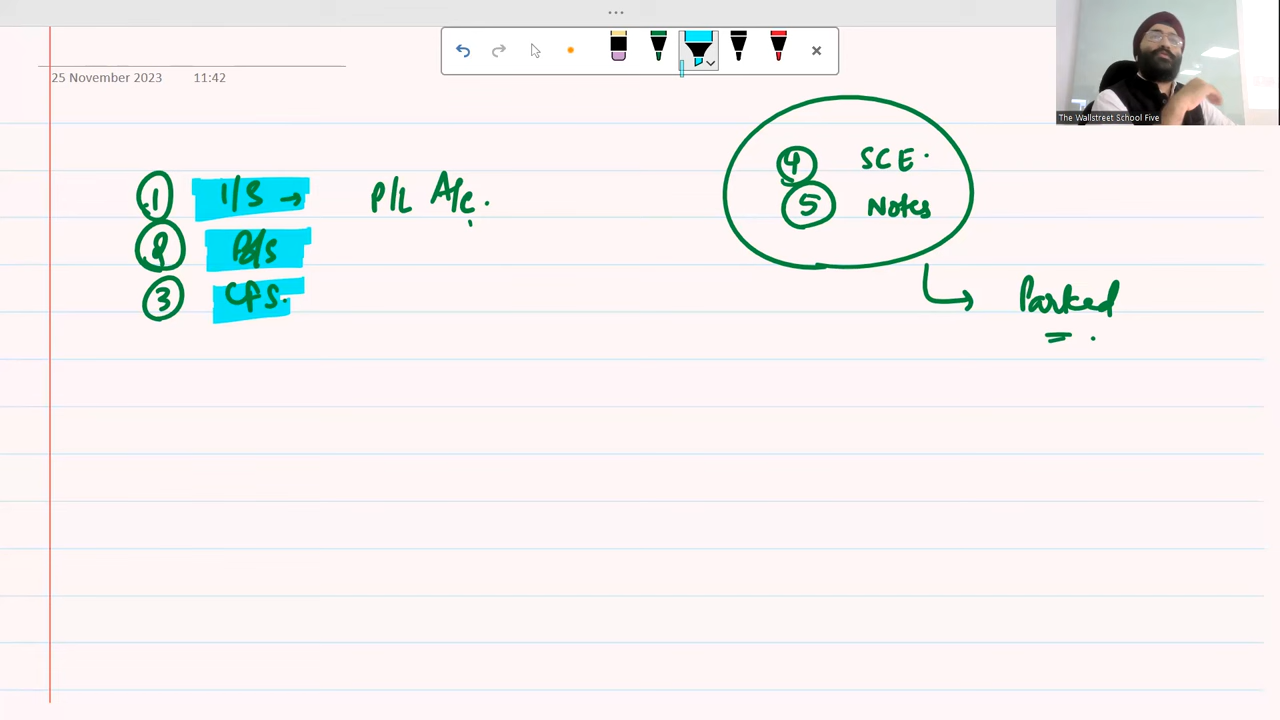 25 November 2023 11:42
The Wallstreet School Five
① I/S → P/L A/c.
② B/S
③ CFS.
④ SCE.
⑤ Notes
Parked